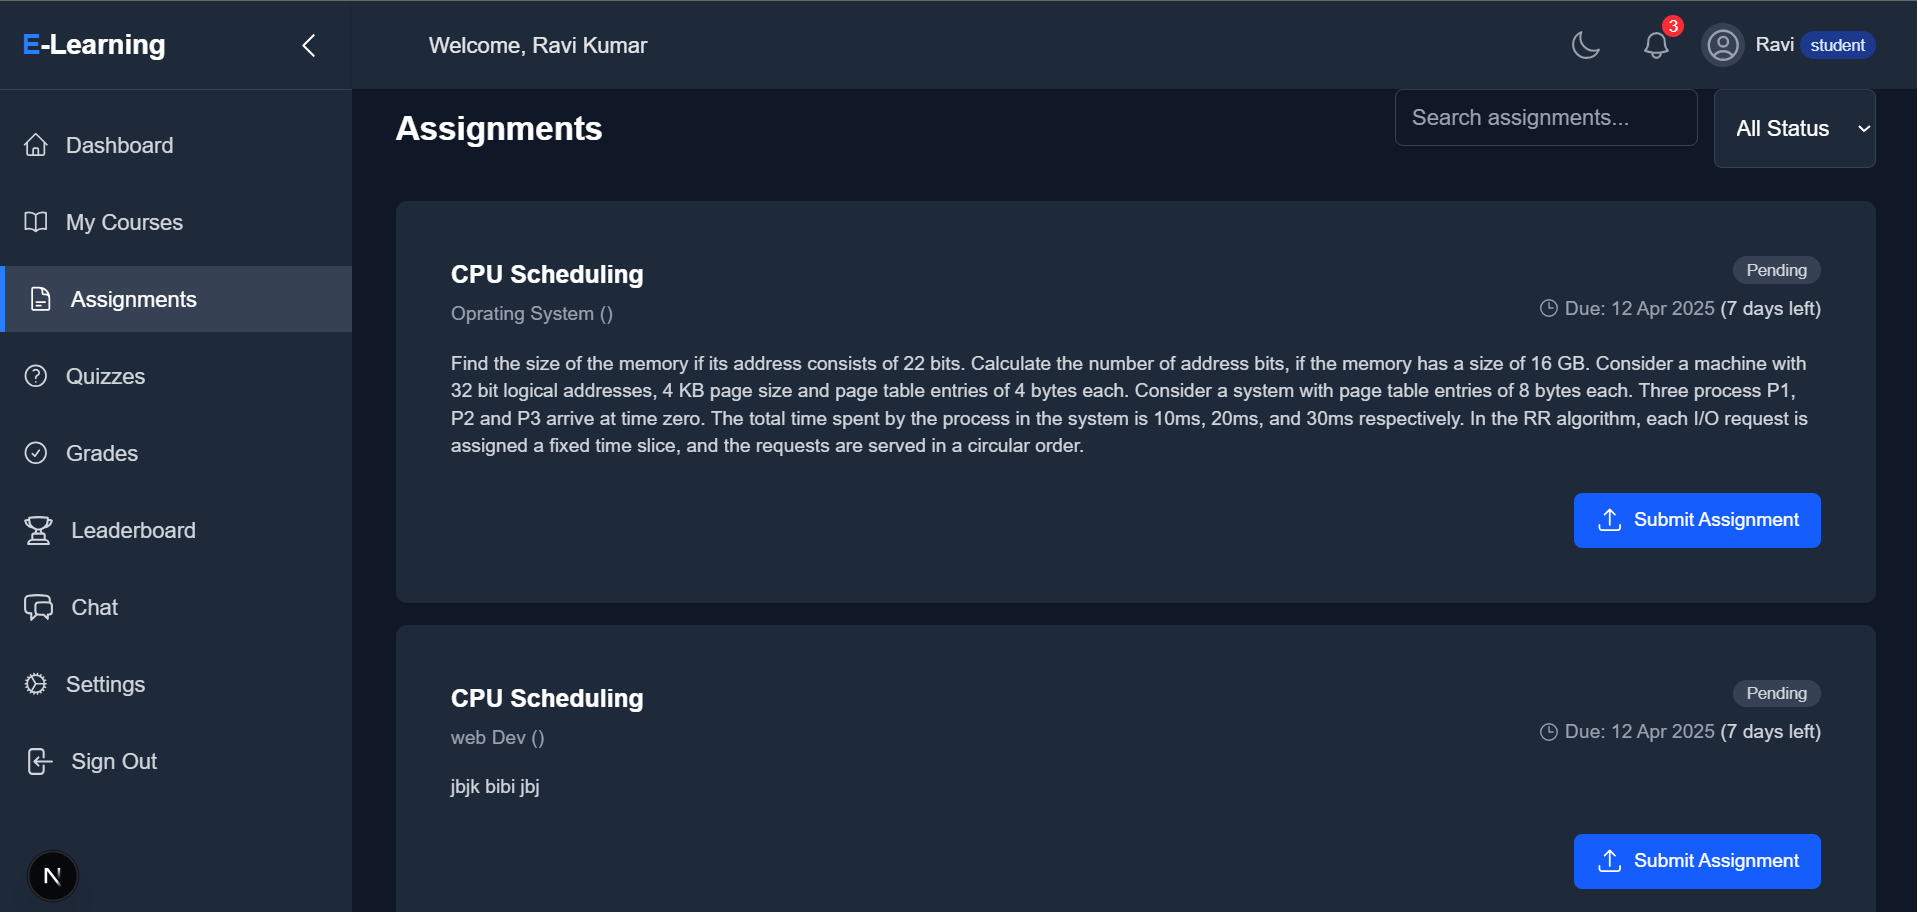 E-Learning
Welcome, Ravi Kumar
3
Ravi student
Dashboard
My Courses
Assignments
Quizzes
Grades
Leaderboard
Chat
Settings
Sign Out
N
Assignments
Search assignments...
All Status
CPU Scheduling
Pending
Oprating System ()
Due: 12 Apr 2025 (7 days left)
Find the size of the memory if its address consists of 22 bits. Calculate the number of address bits, if the memory has a size of 16 GB. Consider a machine with
32 bit logical addresses, 4 KB page size and page table entries of 4 bytes each. Consider a system with page table entries of 8 bytes each. Three process P1,
P2 and P3 arrive at time zero. The total time spent by the process in the system is 10ms, 20ms, and 30ms respectively. In the RR algorithm, each I/O request is
assigned a fixed time slice, and the requests are served in a circular order.
Submit Assignment
CPU Scheduling
Pending
web Dev ()
Due: 12 Apr 2025 (7 days left)
jbjk bibi jbj
Submit Assignment